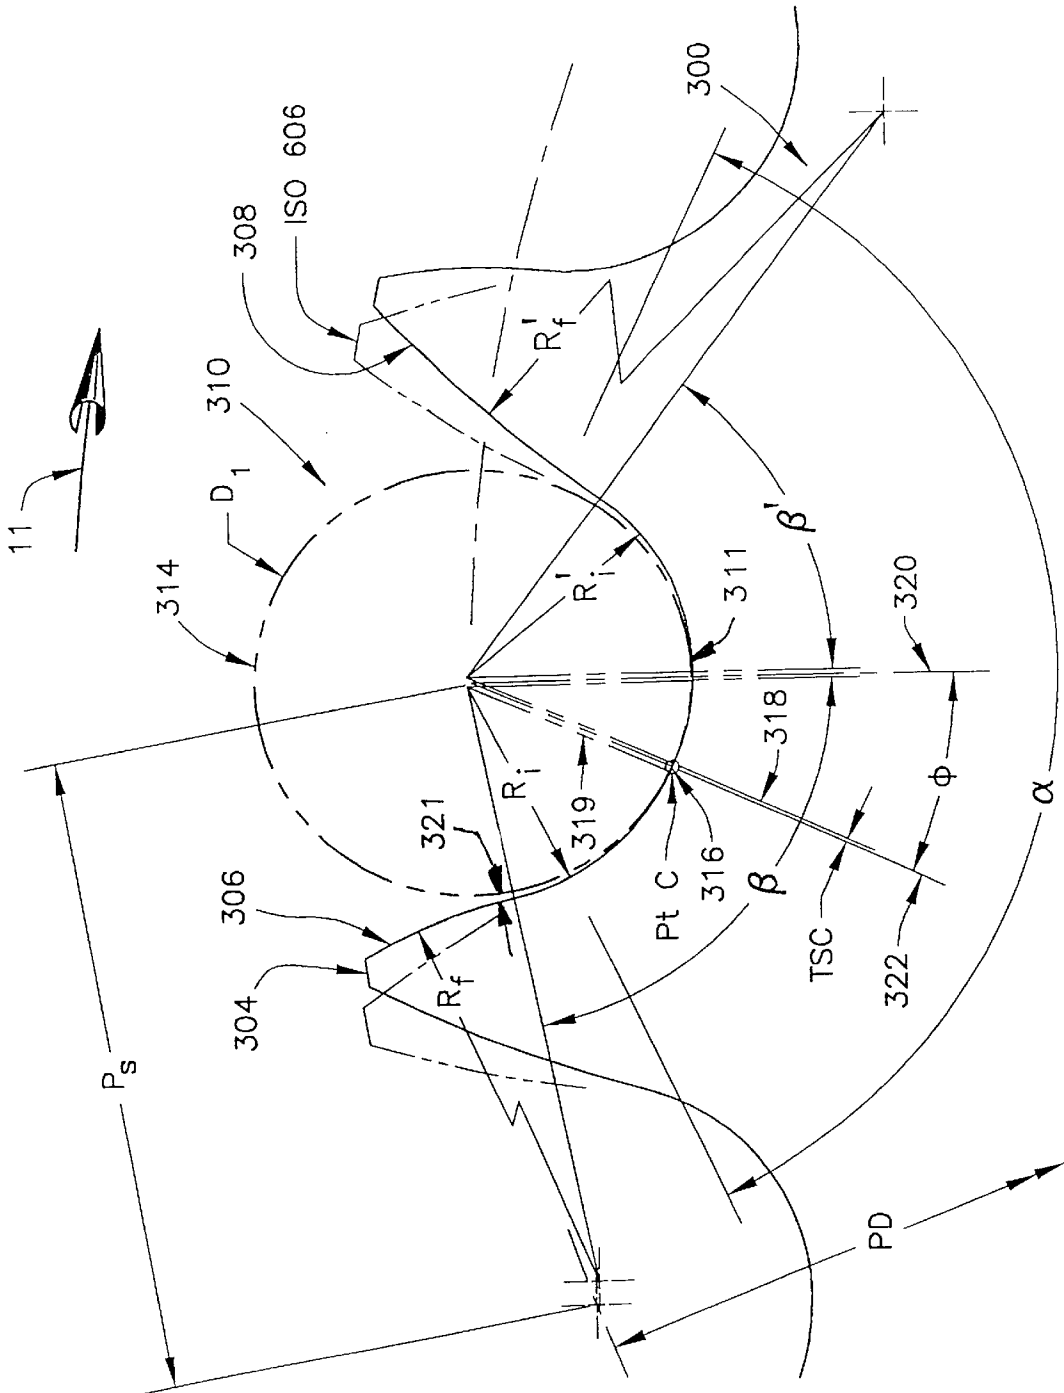 11
314
D1
310
308
ISO 606
300
304
306
321
Ps
Rf
Ri
R'i
R'f
319
Pt C
316
311
318
320
β
β'
TSC
322
φ
α
PD